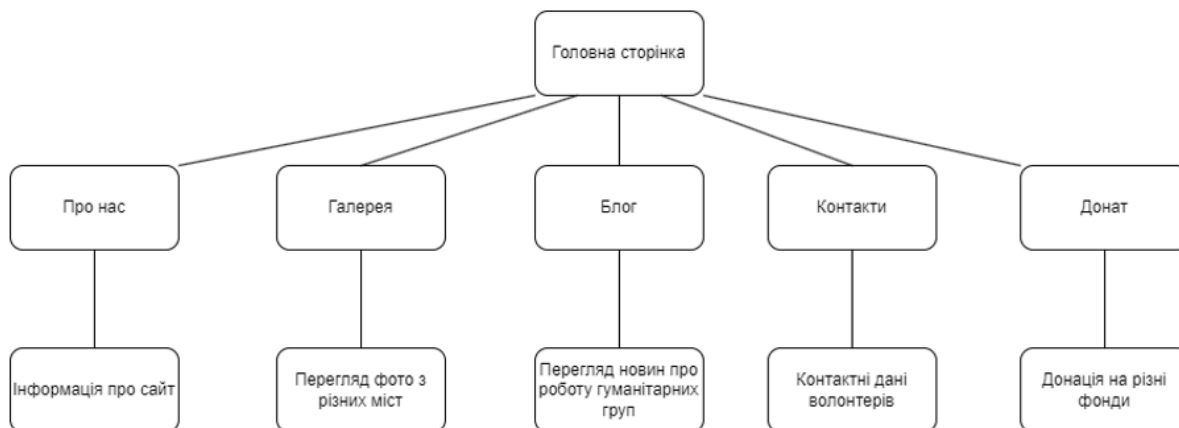 Головна сторінка
Про нас
Галерея
Блог
Контакти
Донат
Інформація про сайт
Перегляд фото з
різних міст
Перегляд новин про
роботу гуманітарних
груп
Контактні дані
волонтерів
Донація на різні
фонди